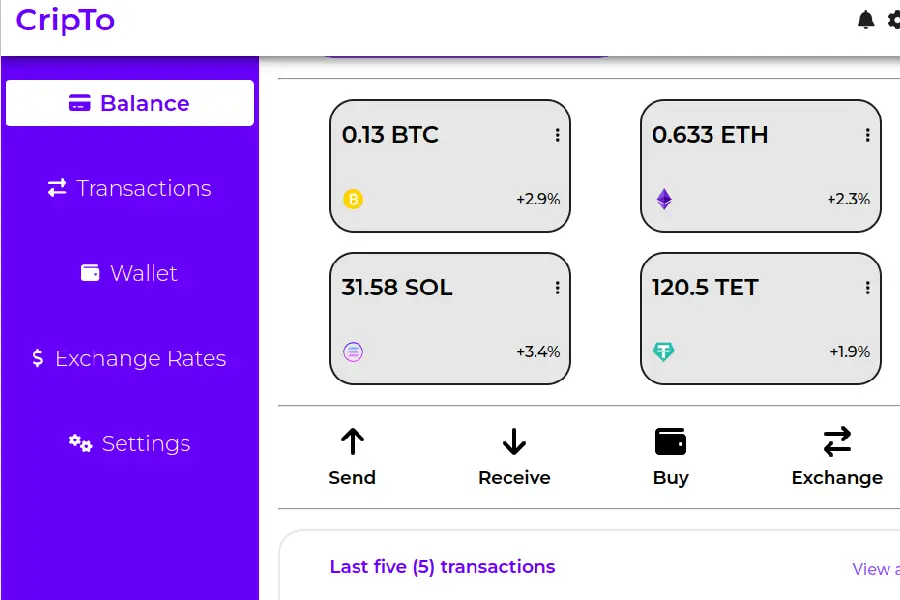 CripTo
Balance
Transactions
Wallet
$ Exchange Rates
Settings
0.13 BTC
+2.9%
0.633 ETH
+2.3%
31.58 SOL
+3.4%
120.5 TET
+1.9%
Send
Receive
Buy
Exchange
Last five (5) transactions
View